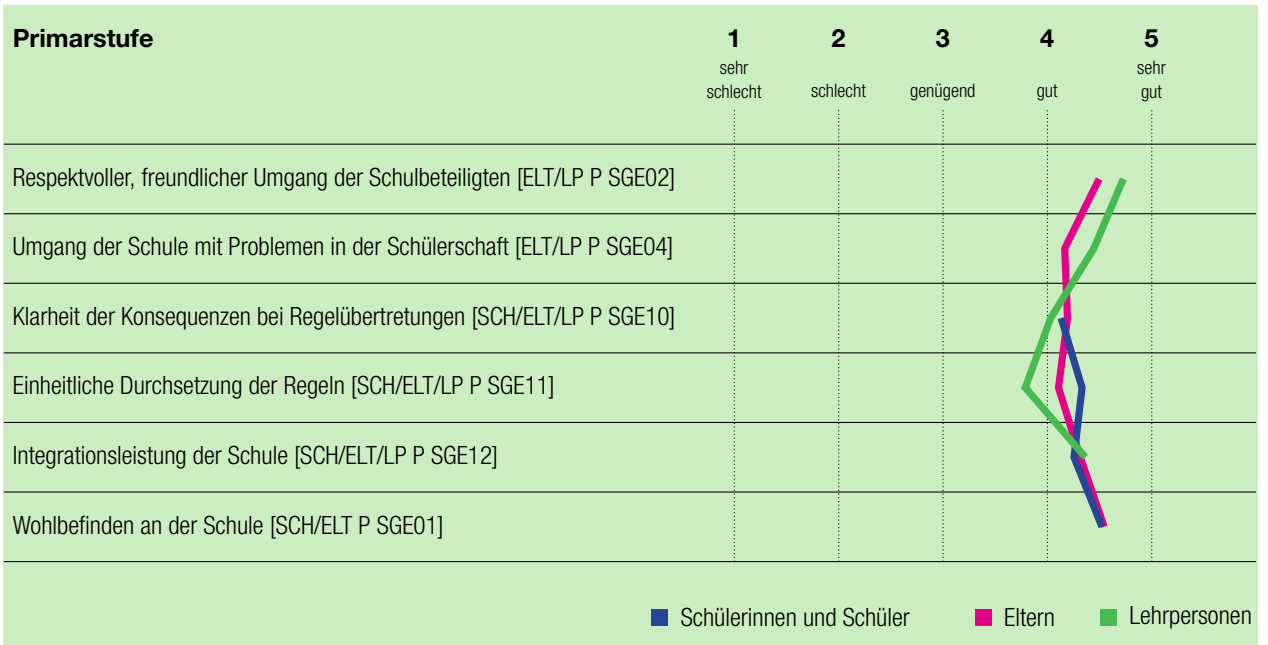 Primarstufe 1 2 3 4 5
sehr schlecht schlecht genügend gut sehr gut
Respektvoller, freundlicher Umgang der Schulbeteiligten [ELT/LP P SGE02]
Umgang der Schule mit Problemen in der Schülerschaft [ELT/LP P SGE04]
Klarheit der Konsequenzen bei Regelübertretungen [SCH/ELT/LP P SGE10]
Einheitliche Durchsetzung der Regeln [SCH/ELT/LP P SGE11]
Integrationsleistung der Schule [SCH/ELT/LP P SGE12]
Wohlbefinden an der Schule [SCH/ELT P SGE01]
Schülerinnen und Schüler Eltern Lehrpersonen